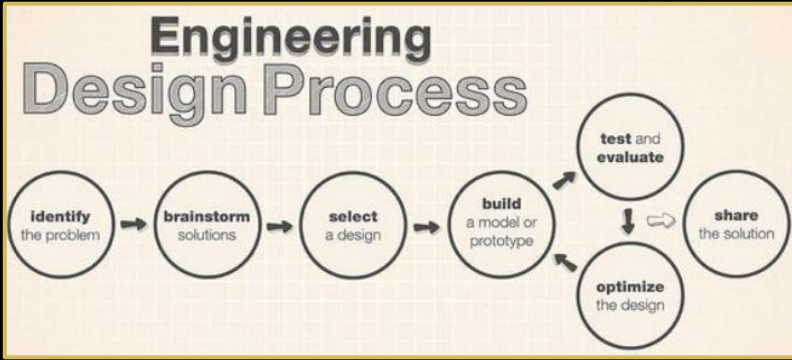 Engineering
Design Process
identify
the problem
brainstorm
solutions
select
a design
build
a model or
prototype
test and
evaluate
optimize
the design
share
the solution